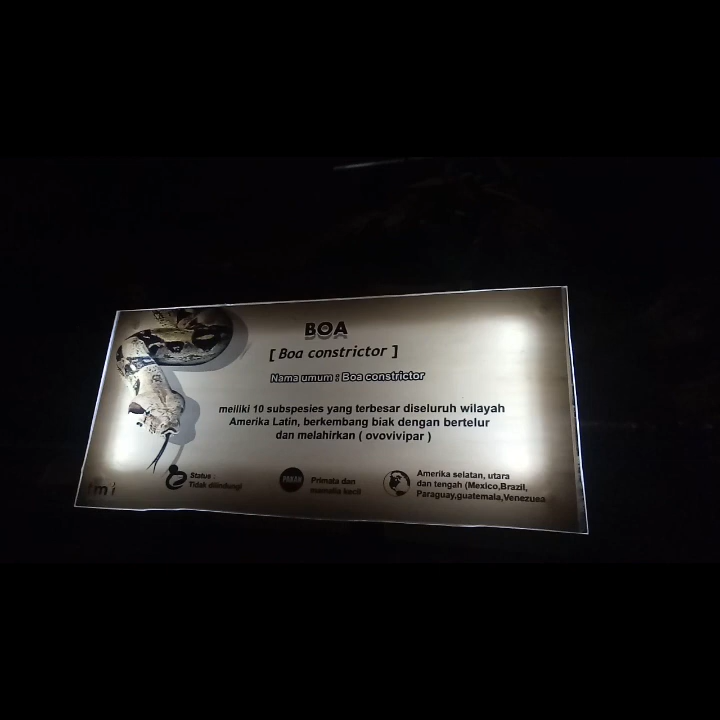 BOA
[ Boa constrictor ]
Nama umum : Boa constrictor
meiliki 10 subspesies yang terbesar diseluruh wilayah
Amerika Latin, berkembang biak dengan bertelur
dan melahirkan ( ovovivipar )
Status :
Tidak dilindungi
PAKAN
Primata dan
mamalia kecil
Amerika selatan, utara
dan tengah (Mexico,Brazil,
Paraguay,guatemala,Venezuea